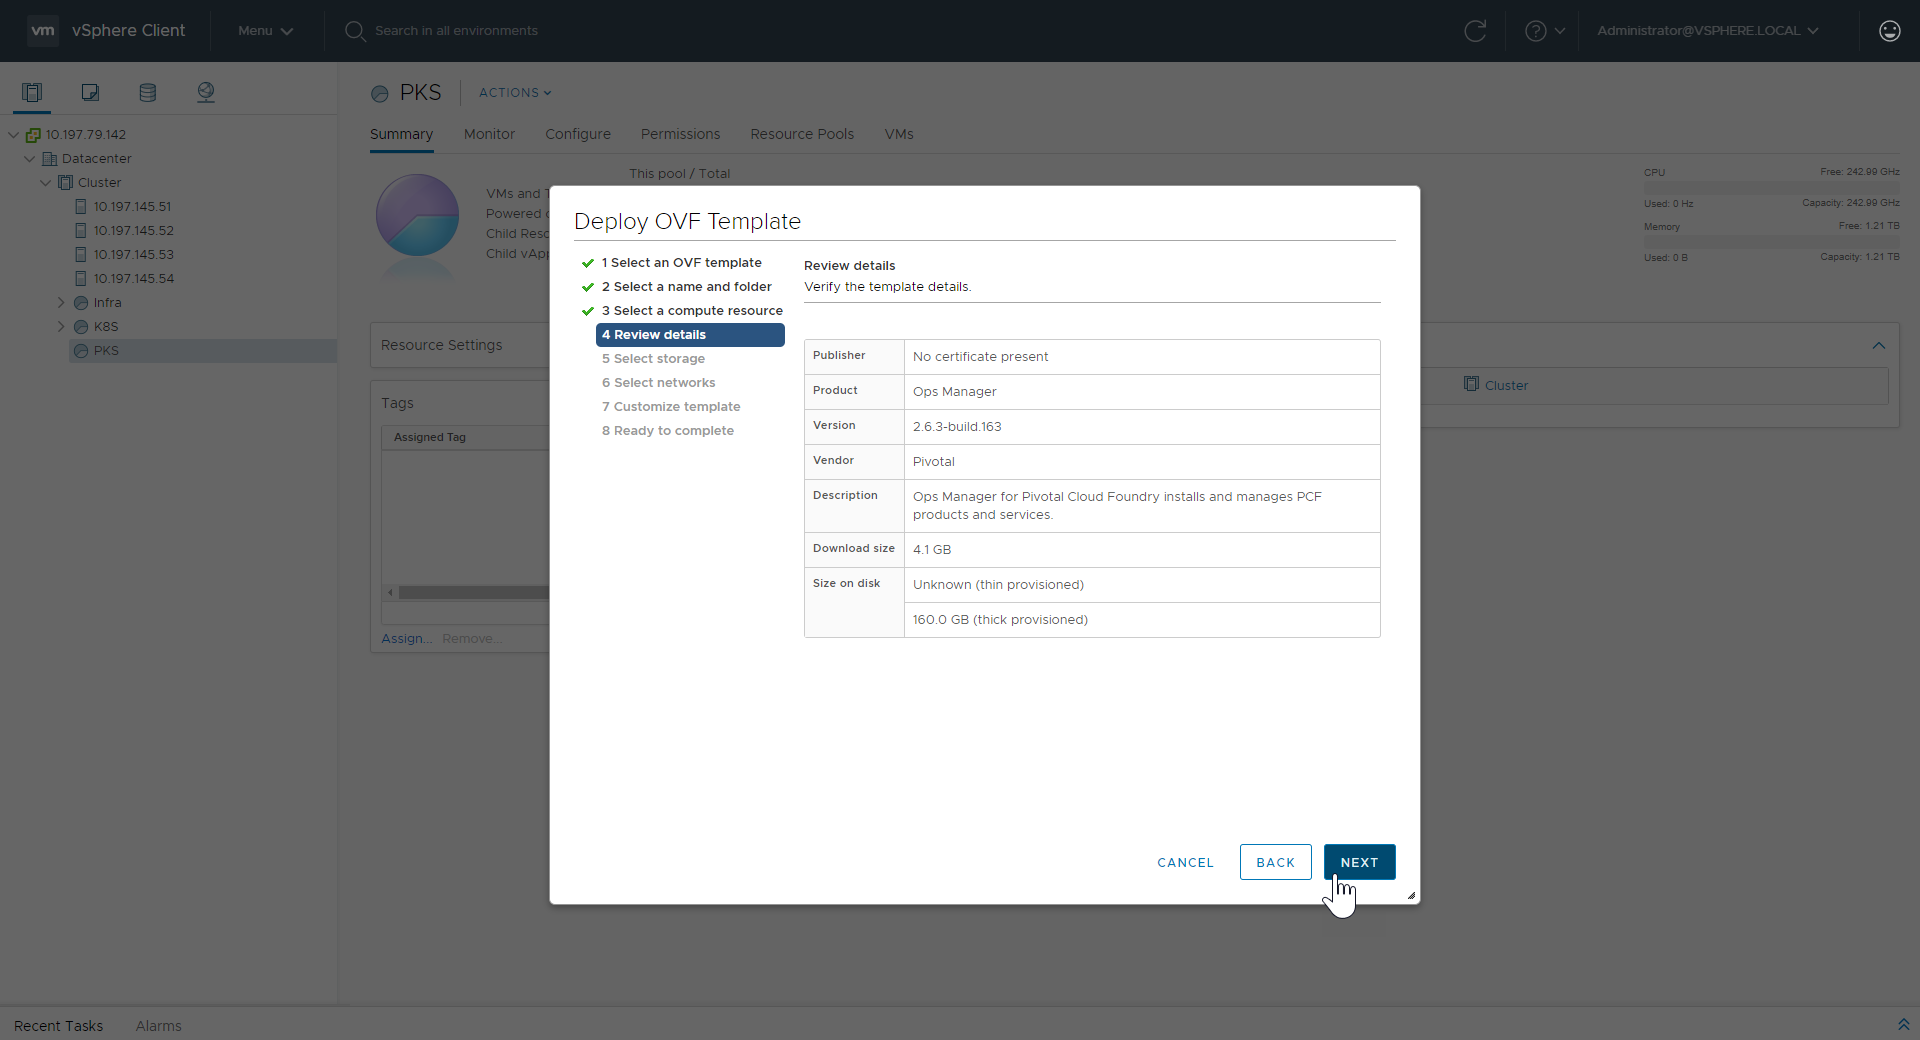 vm vSphere Client Menu Search in all environments Administrator@VSPHERE.LOCAL
10.197.79.142
Datacenter
Cluster
10.197.145.51
10.197.145.52
10.197.145.53
10.197.145.54
Infra
K8S
PKS
PKS ACTIONS
Summary Monitor Configure Permissions Resource Pools VMs
This pool / Total
VMs and
Powered
Child
Child
CPU Free: 242.99 GHz
Used: 0 Hz Capacity: 242.99 GHz
Memory Free: 1.21 TB
Used: 0 B Capacity: 1.21 TB
Resource Settings
Cluster
Tags
Assigned Tag
Assign... Remove...
Deploy OVF Template
1 Select an OVF template
2 Select a name and folder
3 Select a compute resource
4 Review details
5 Select storage
6 Select networks
7 Customize template
8 Ready to complete
Review details
Verify the template details.
Publisher No certificate present
Product Ops Manager
Version 2.6.3-build.163
Vendor Pivotal
Description Ops Manager for Pivotal Cloud Foundry installs and manages PCF
products and services.
Download size 4.1 GB
Size on disk Unknown (thin provisioned)
160.0 GB (thick provisioned)
CANCEL BACK NEXT
Recent Tasks Alarms